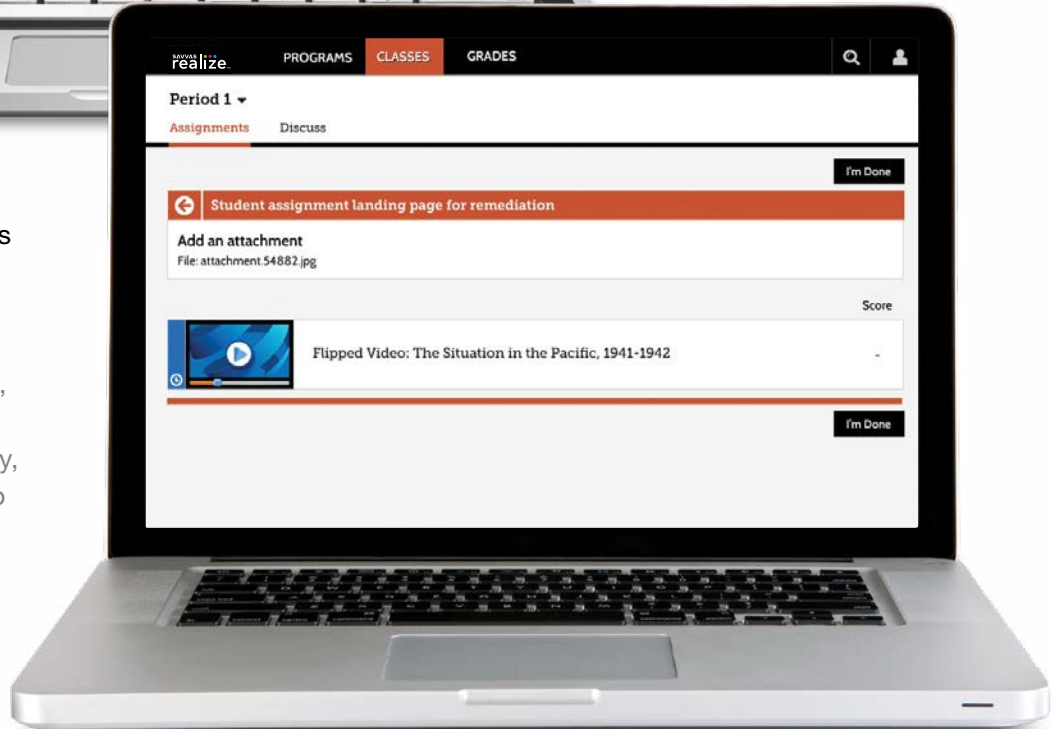 SAVVAS
realize
PROGRAMS CLASSES GRADES
Period 1
Assignments Discuss
I'm Done
Student assignment landing page for remediation
Add an attachment
File: attachment.54882.jpg
Score
Flipped Video: The Situation in the Pacific, 1941-1942 -
I'm Done